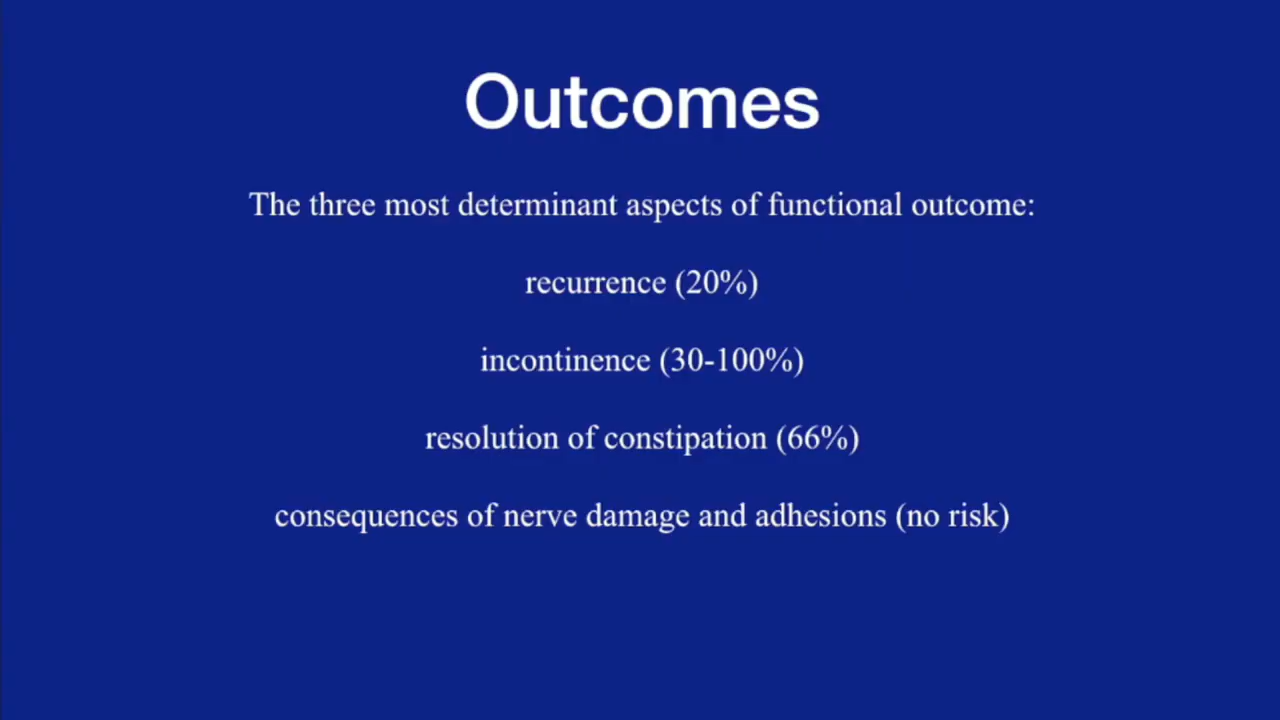 Outcomes
The three most determinant aspects of functional outcome:
recurrence (20%)
incontinence (30-100%)
resolution of constipation (66%)
consequences of nerve damage and adhesions (no risk)